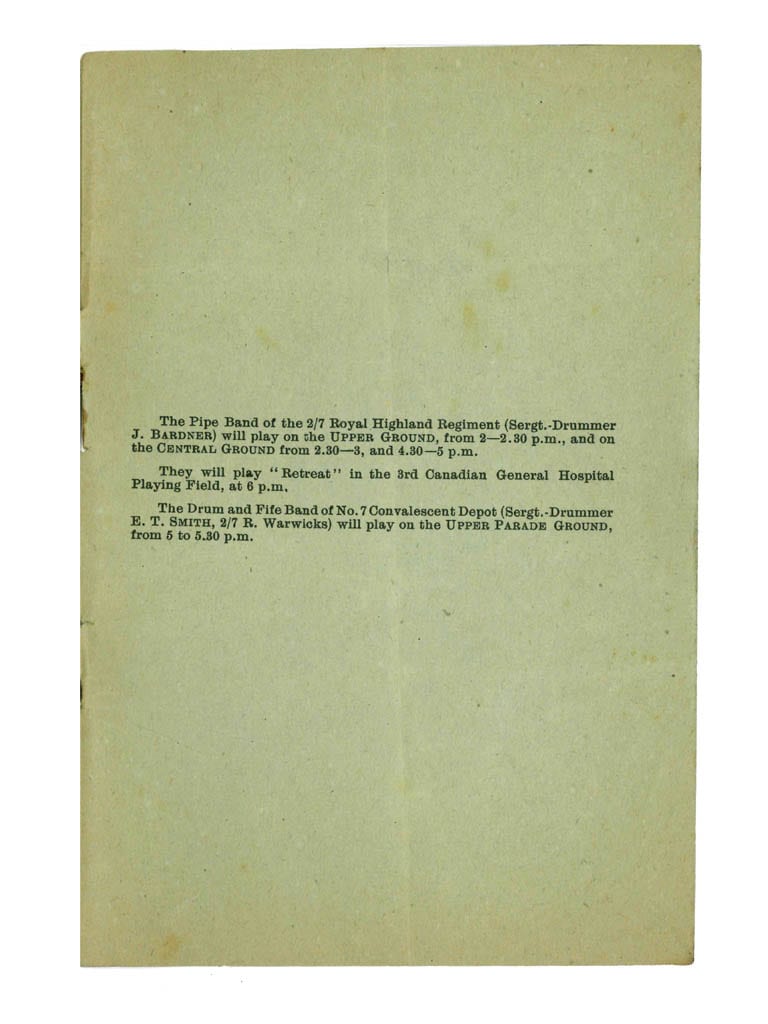 The Pipe Band of the 2/7 Royal Highland Regiment (Sergt.-Drummer
J. BARDNER) will play on the UPPER GROUND, from 2—2.30 p.m., and on
the CENTRAL GROUND from 2.30—3, and 4.30—5 p.m.
They will play "Retreat" in the 3rd Canadian General Hospital
Playing Field, at 6 p.m.
The Drum and Fife Band of No. 7 Convalescent Depot (Sergt.-Drummer
E. T. SMITH, 2/7 R. Warwicks) will play on the UPPER PARADE GROUND,
from 5 to 5.30 p.m.